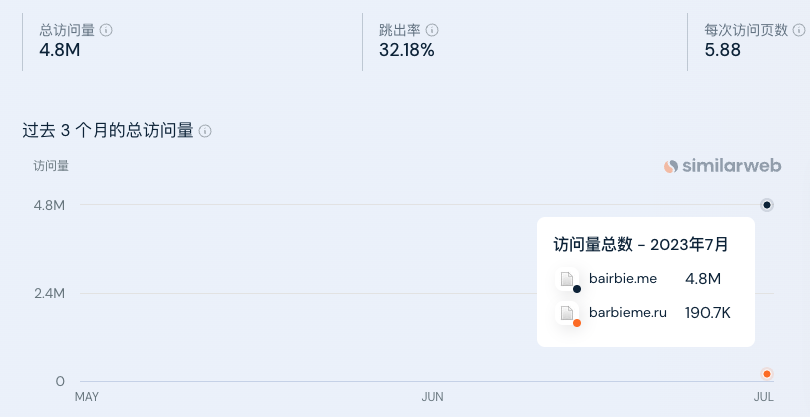 总访问量
4.8M
跳出率
32.18%
每次访问页数
5.88
过去 3 个月的总访问量
访问量
similarweb
4.8M
2.4M
0
访问量总数 - 2023年7月
bairbie.me 4.8M
barbieme.ru 190.7K
MAY JUN JUL